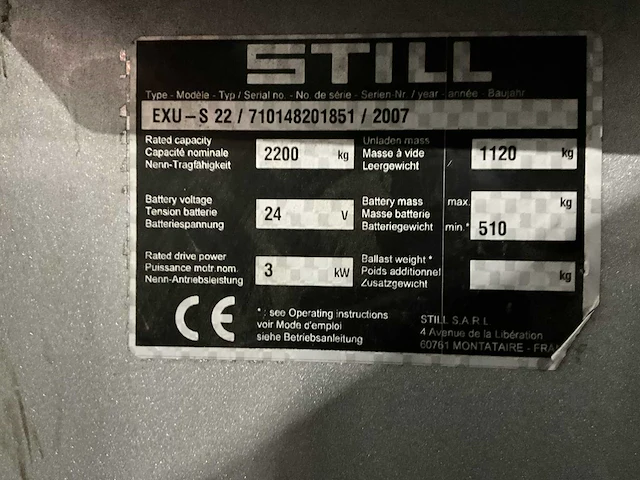 STILL
Type - Modèle - Typ / Serial no. - No. de série - Serien-Nr. / year - année - Baujahr
EXU-S 22 / 710148201851 / 2007
Rated capacity
Capacité nominale
Nenn-Tragfähigkeit
2200 kg
Unladen mass
Masse à vide
Leergewicht
1120 kg
Battery voltage
Tension batterie
Batteriespannung
24 V
Battery mass
Masse batterie
Batteriegewicht
max. kg
min.* 510
Rated drive power
Puissance motr.nom.
Nenn-Antriebsleistung
3 kW
Ballast weight *
Poids additionnel
Zusatzgewicht
kg
CE
* : see Operating instructions
voir Mode d'emploi
siehe Betriebsanleitung
STILL S.A.R.L
4 Avenue de la Libération
60761 MONTATAIRE - FRA